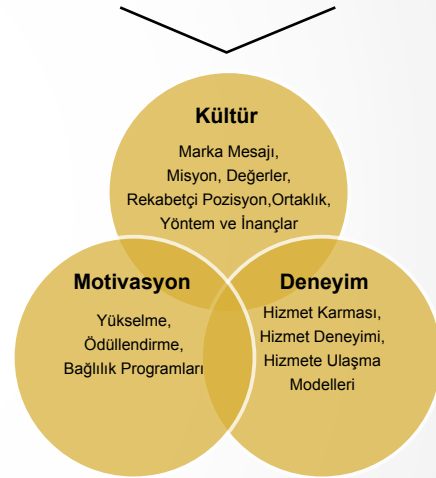 Kültür
Marka Mesajı,
Misyon, Değerler,
Rekabetçi Pozisyon,Ortaklık,
Yöntem ve İnançlar
Motivasyon
Yükselme,
Ödüllendirme,
Bağlılık Programları
Deneyim
Hizmet Karması,
Hizmet Deneyimi,
Hizmete Ulaşma
Modelleri